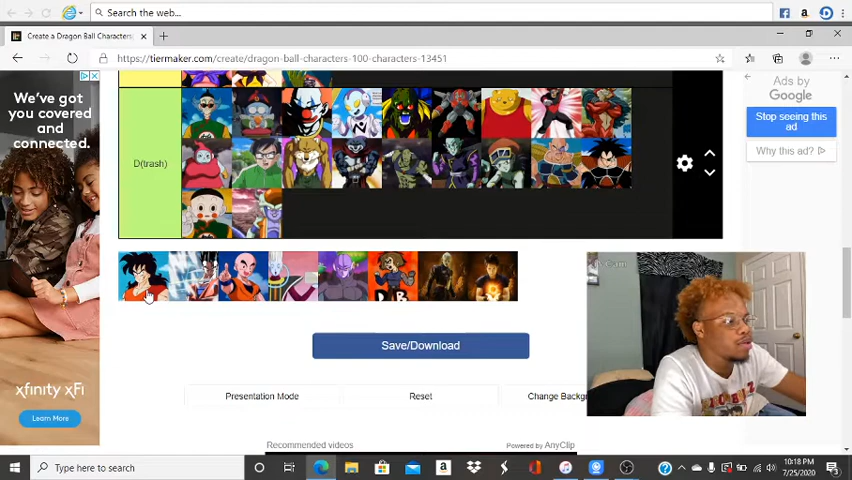 Search the web...
Create a Dragon Ball Characters
https://tiermaker.com/create/dragon-ball-characters-100-characters-13451
We've got
you covered
and
connected.
xfinity xFi
Learn More
D(trash)
Ads by
Google
Stop seeing this
ad
Why this ad?
Save/Download
Presentation Mode
Reset
Change Backg
Recommended videos
Powered by AnyClip
Type here to search
10:18 PM
7/25/2020